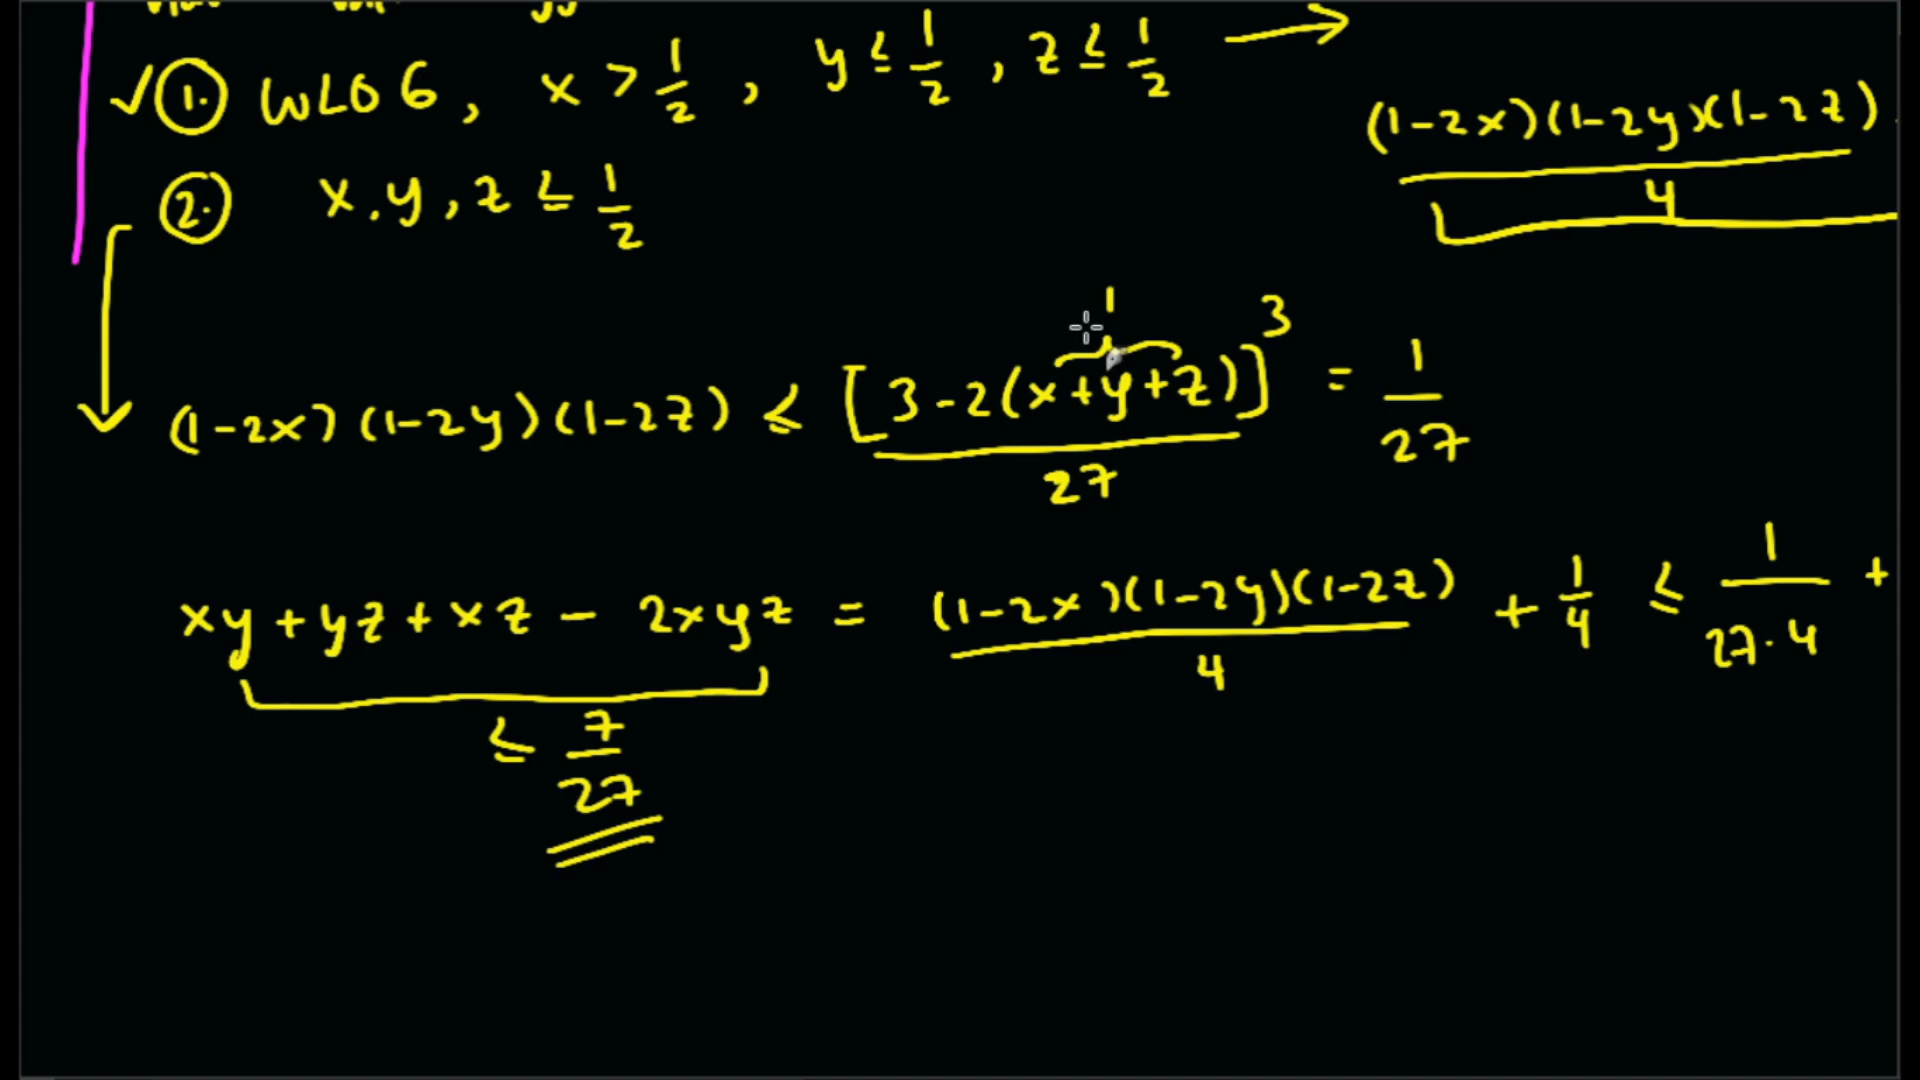 ✓ ① WLOG, x > 1/2, y ≤ 1/2, z ≤ 1/2 →
(1-2x)(1-2y)(1-2z)/4
② x, y, z ≤ 1/2
(1-2x)(1-2y)(1-2z) ≤ [3-2(x+y+z)]^3/27 = 1/27
1
xy + yz + xz - 2xyz = (1-2x)(1-2y)(1-2z)/4 + 1/4 ≤ 1/(27·4) +
≤ 7/27